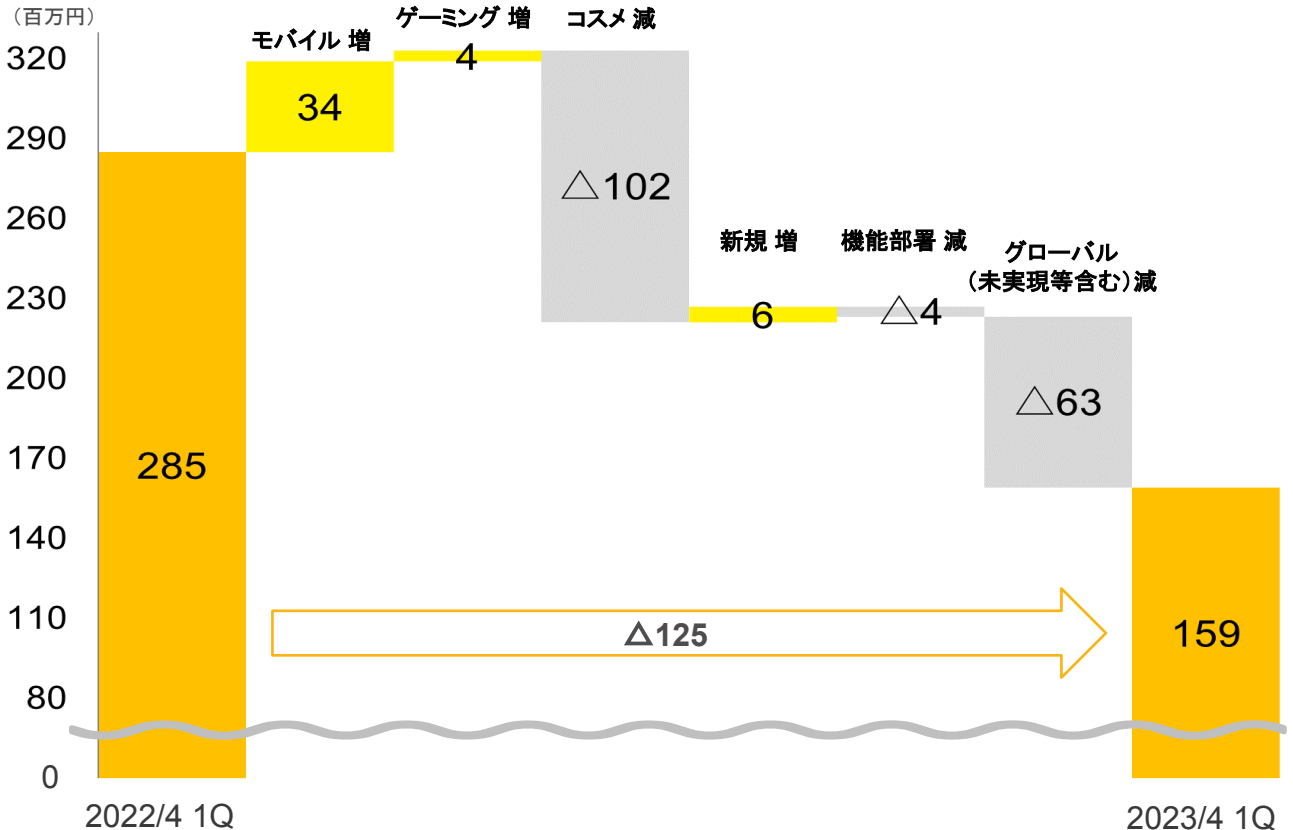 （百万円）
320
290
260
230
200
170
140
110
80
0
モバイル 増
ゲーミング 増
コスメ 減
新規 増
機能部署 減
グローバル
（未実現等含む）減
285
34
4
△102
6
△4
△63
159
△125
2022/4 1Q
2023/4 1Q